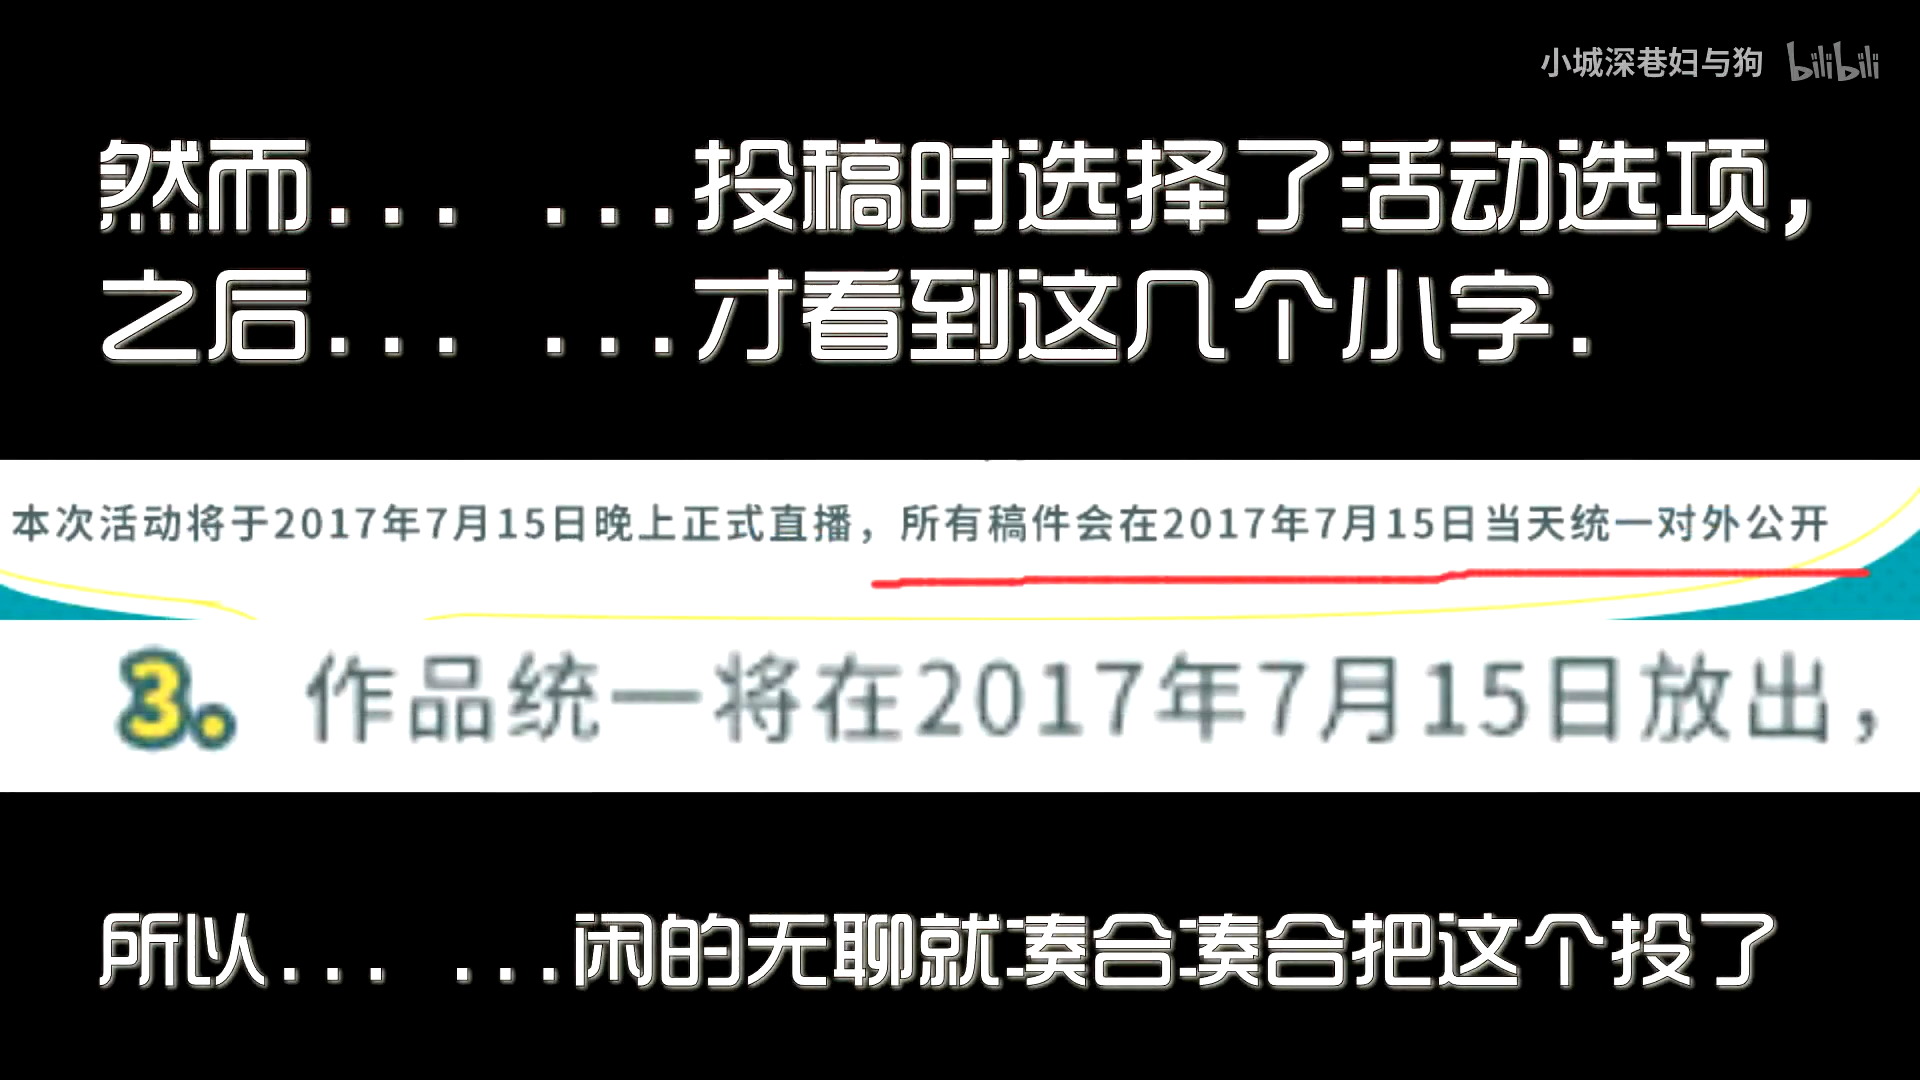 小城深巷妇与狗 bilibili
然而... ...投稿时选择了活动选项,
之后... ...才看到这几个小字.
本次活动将于2017年7月15日晚上正式直播，所有稿件会在2017年7月15日当天统一对外公开
3. 作品统一将在2017年7月15日放出，
所以... ...闲的无聊就凑合凑合把这个投了